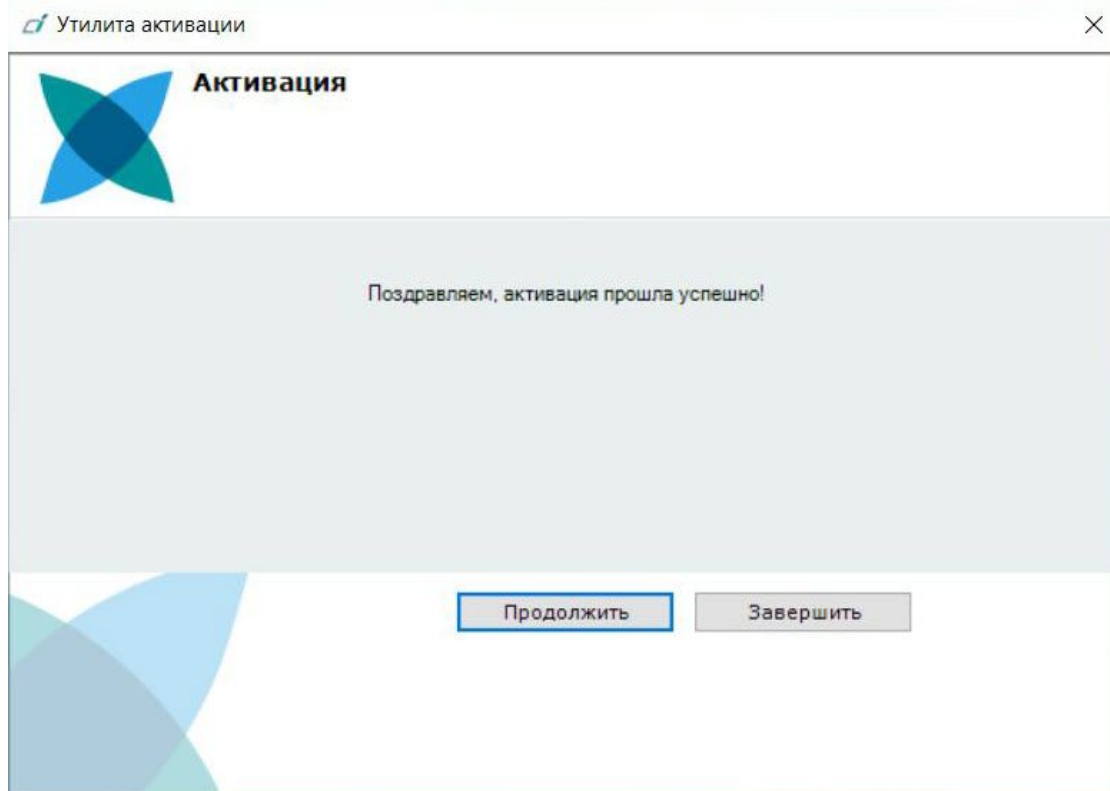 Утилита активации
Активация
Поздравляем, активация прошла успешно!
Продолжить
Завершить